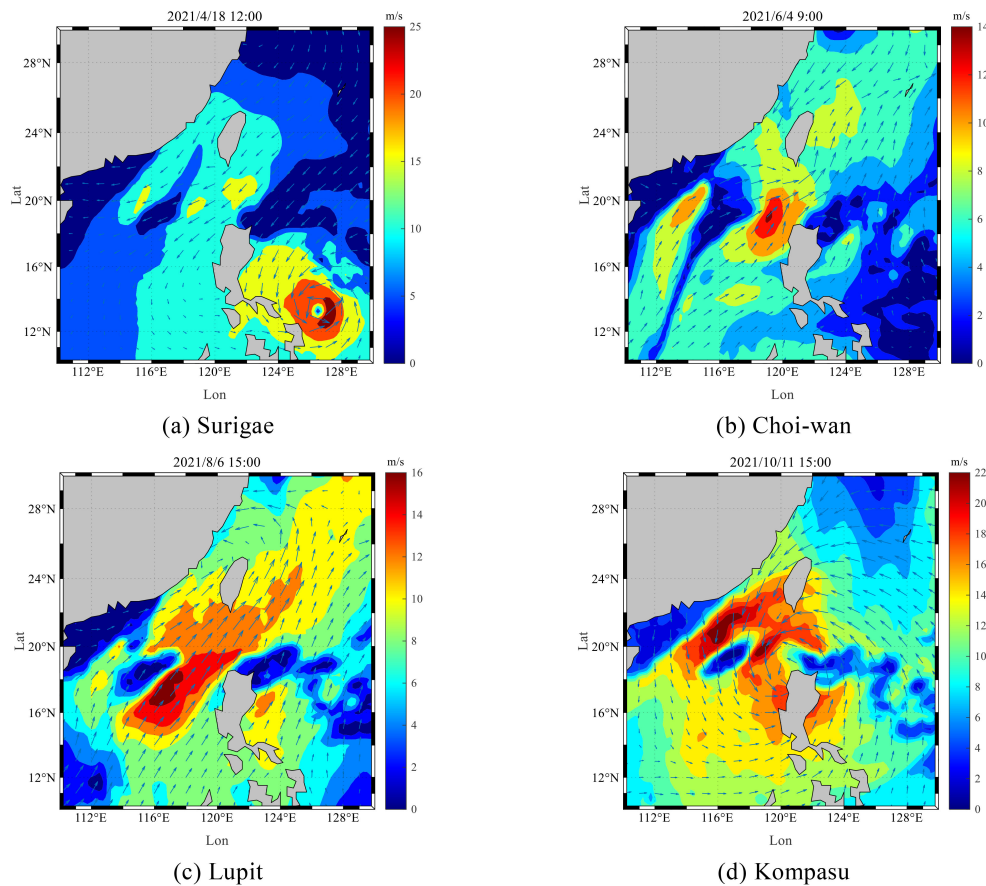 2021/4/18 12:00
m/s
28°N
24°N
20°N
16°N
12°N
Lat
112°E 116°E 120°E 124°E 128°E
Lon
25
20
15
10
5
0
(a) Surigae
2021/6/4 9:00
m/s
28°N
24°N
20°N
16°N
12°N
Lat
112°E 116°E 120°E 124°E 128°E
Lon
14
12
10
8
6
4
2
0
(b) Choi-wan
2021/8/6 15:00
m/s
28°N
24°N
20°N
16°N
12°N
Lat
112°E 116°E 120°E 124°E 128°E
Lon
16
14
12
10
8
6
4
2
0
(c) Lupit
2021/10/11 15:00
m/s
28°N
24°N
20°N
16°N
12°N
Lat
112°E 116°E 120°E 124°E 128°E
Lon
22
20
18
16
14
12
10
8
6
4
2
0
(d) Kompasu